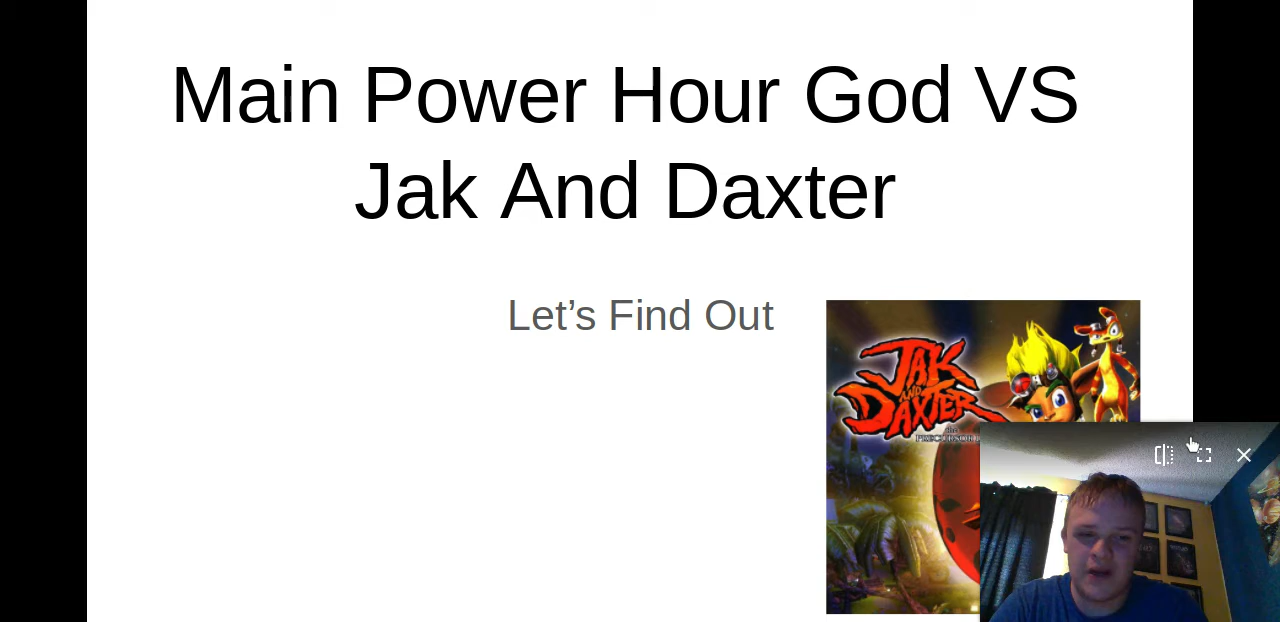 Main Power Hour God VS
Jak And Daxter
Let's Find Out
JAK
AND
DAXTER